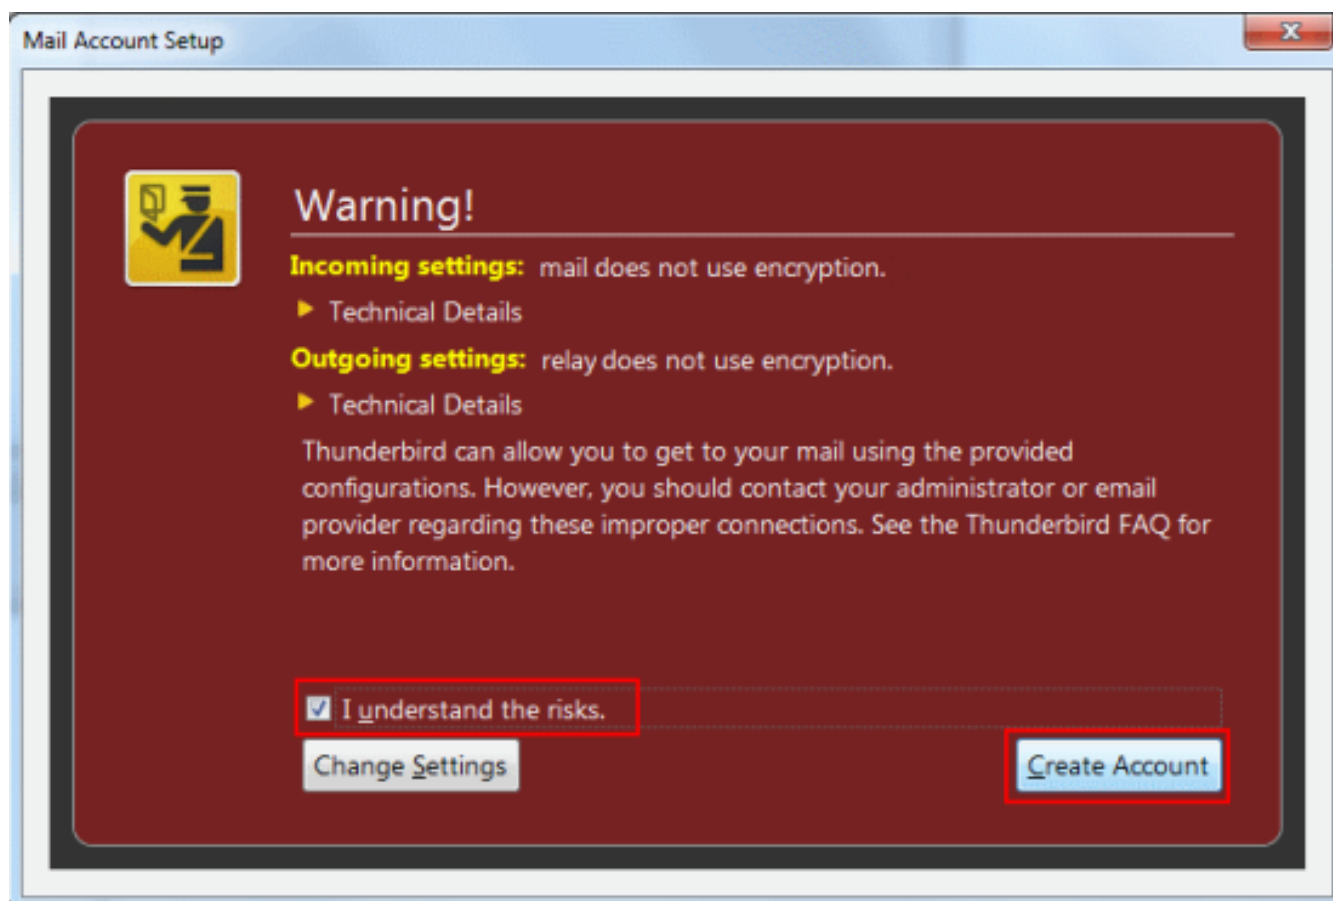 Mail Account Setup
Warning!
Incoming settings: mail does not use encryption.
Technical Details
Outgoing settings: relay does not use encryption.
Technical Details
Thunderbird can allow you to get to your mail using the provided
configurations. However, you should contact your administrator or email
provider regarding these improper connections. See the Thunderbird FAQ for
more information.
I understand the risks.
Change Settings
Create Account